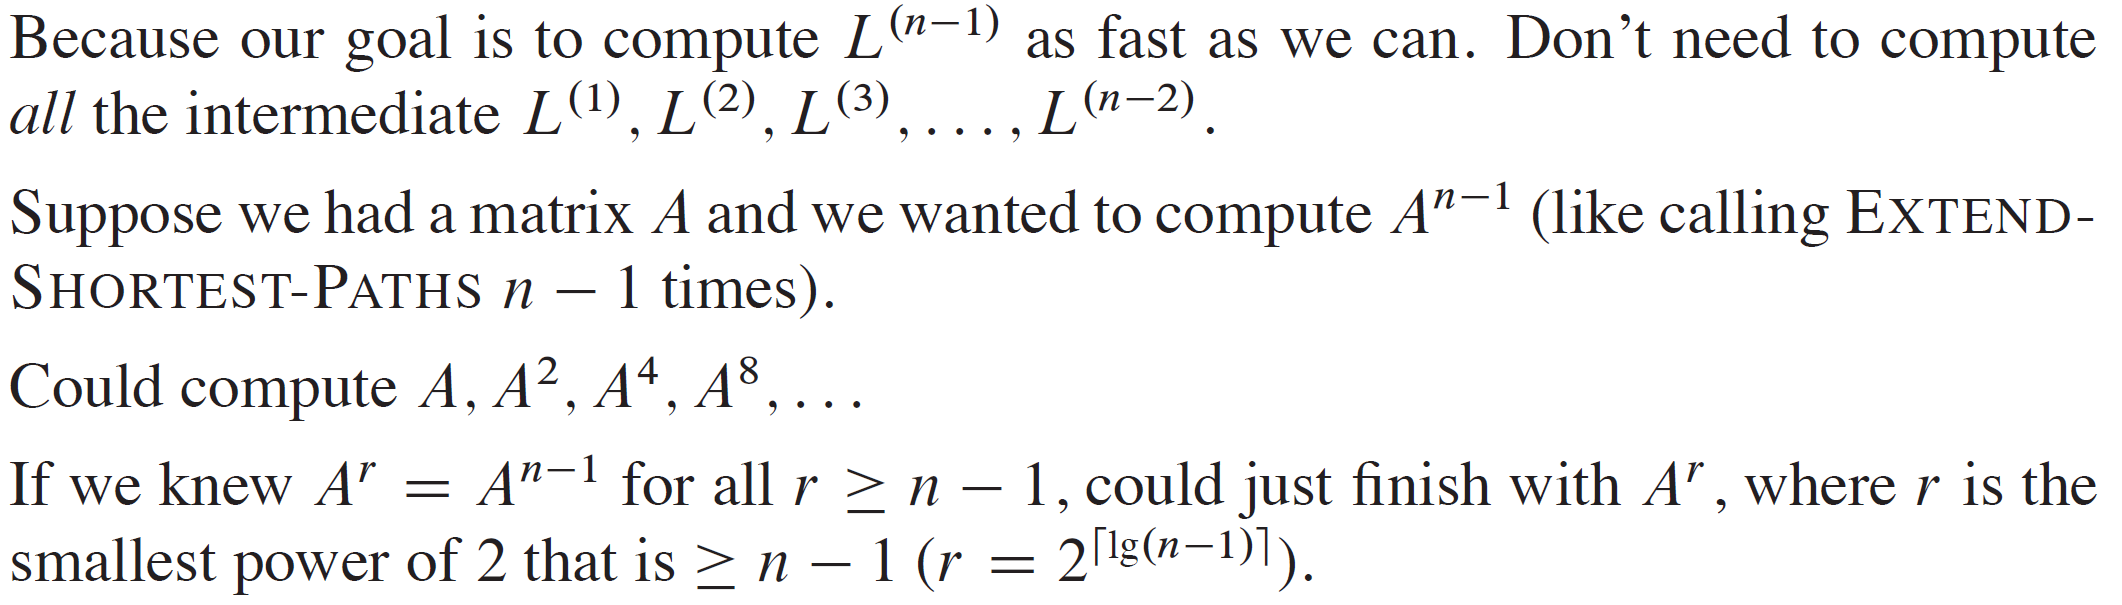 Because our goal is to compute L^(n−1) as fast as we can. Don’t need to compute
all the intermediate L^(1), L^(2), L^(3), . . . , L^(n−2).
Suppose we had a matrix A and we wanted to compute A^n−1 (like calling EXTEND-
SHORTEST-PATHS n − 1 times).
Could compute A, A^2, A^4, A^8, . . .
If we knew A^r = A^n−1 for all r ≥ n − 1, could just finish with A^r, where r is the
smallest power of 2 that is ≥ n − 1 (r = 2^⌈lg(n−1)⌉).